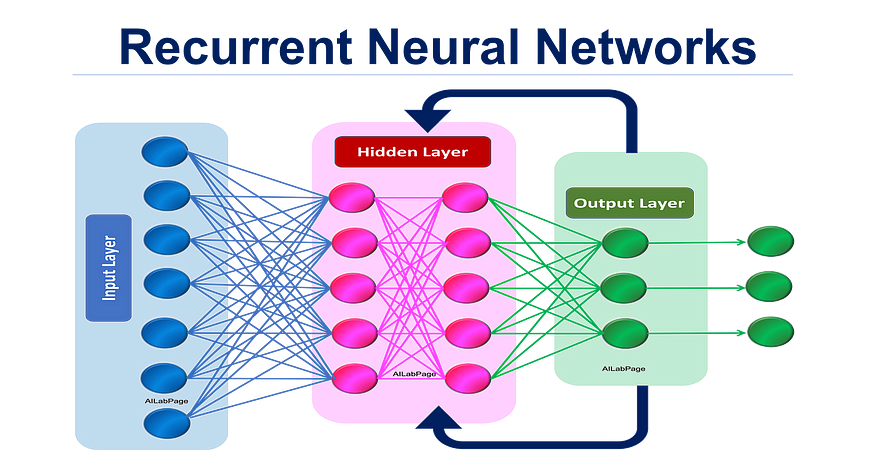 Recurrent Neural Networks
Hidden Layer
Output Layer
Input Layer
AILabPage
AILabPage
AILabPage